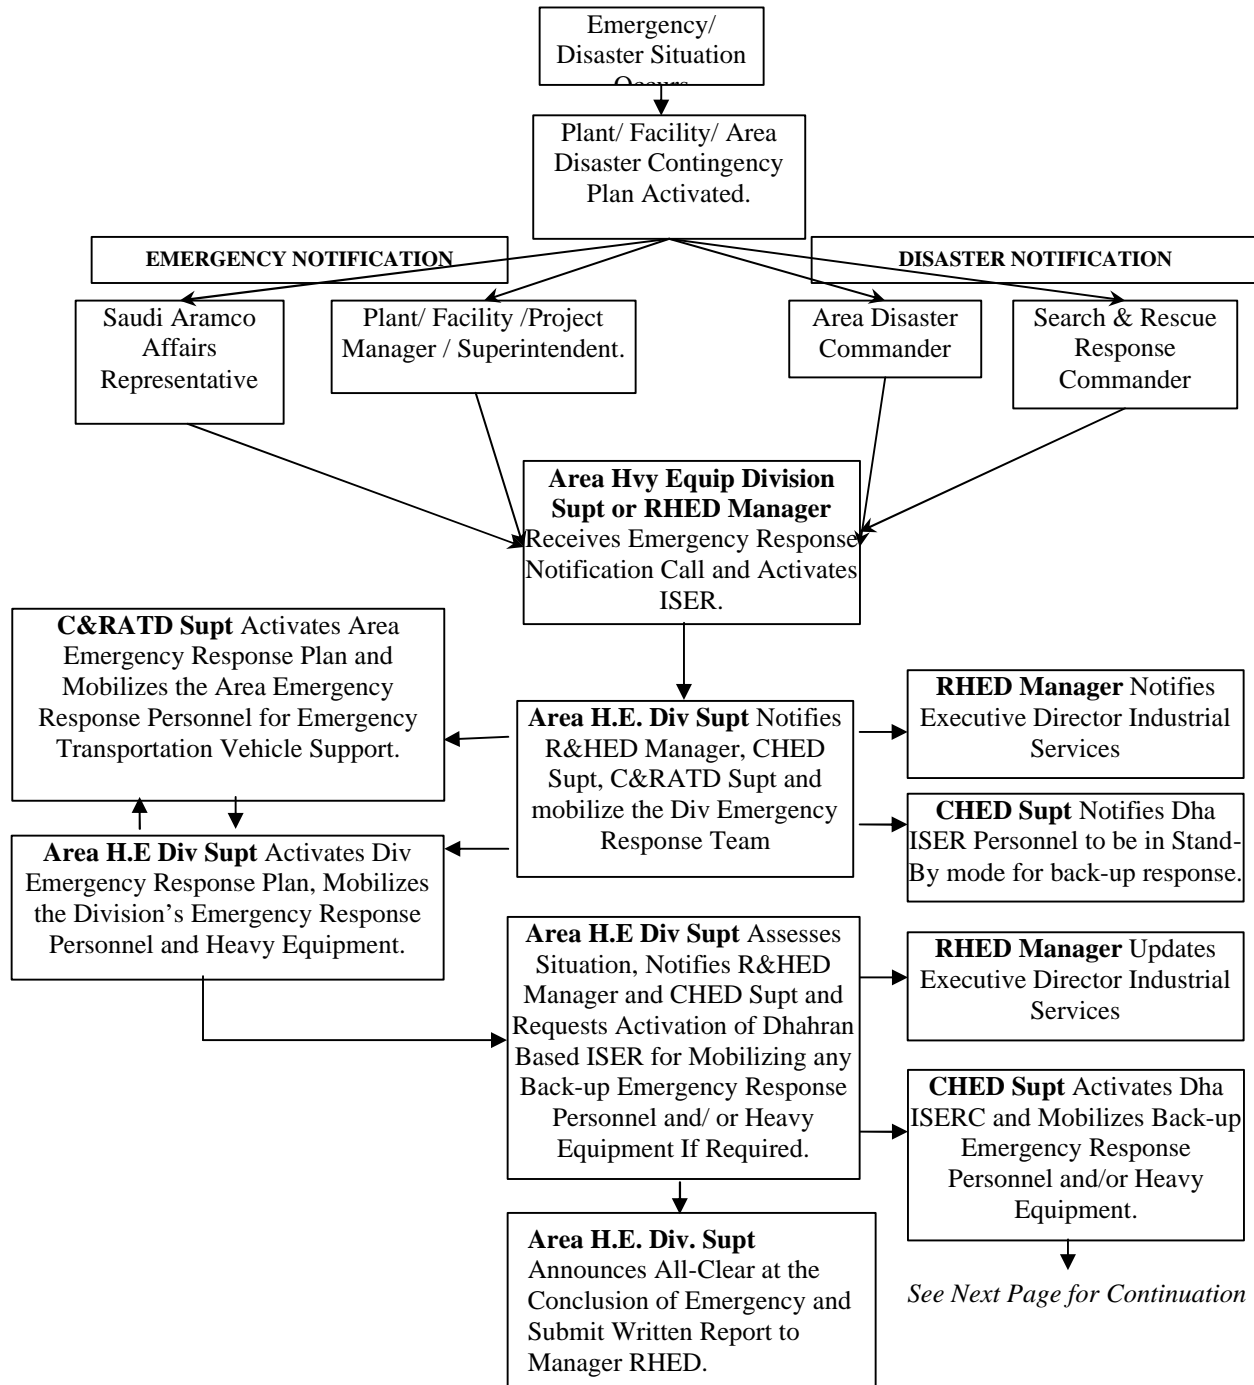 Emergency/
Disaster Situation
Occurs
Plant/ Facility/ Area
Disaster Contingency
Plan Activated.
EMERGENCY NOTIFICATION
DISASTER NOTIFICATION
Saudi Aramco
Affairs
Representative
Plant/ Facility /Project
Manager / Superintendent.
Area Disaster
Commander
Search & Rescue
Response
Commander
Area Hvy Equip Division
Supt or RHED Manager
Receives Emergency Response
Notification Call and Activates
ISER.
C&RATD Supt Activates Area
Emergency Response Plan and
Mobilizes the Area Emergency
Response Personnel for Emergency
Transportation Vehicle Support.
Area H.E. Div Supt Notifies
R&HED Manager, CHED
Supt, C&RATD Supt and
mobilize the Div Emergency
Response Team
RHED Manager Notifies
Executive Director Industrial
Services
CHED Supt Notifies Dha
ISER Personnel to be in Stand-
By mode for back-up response.
Area H.E Div Supt Activates Div
Emergency Response Plan, Mobilizes
the Division’s Emergency Response
Personnel and Heavy Equipment.
Area H.E Div Supt Assesses
Situation, Notifies R&HED
Manager and CHED Supt and
Requests Activation of Dhahran
Based ISER for Mobilizing any
Back-up Emergency Response
Personnel and/ or Heavy
Equipment If Required.
RHED Manager Updates
Executive Director Industrial
Services
CHED Supt Activates Dha
ISERC and Mobilizes Back-up
Emergency Response
Personnel and/or Heavy
Equipment.
See Next Page for Continuation
Area H.E. Div. Supt
Announces All-Clear at the
Conclusion of Emergency and
Submit Written Report to
Manager RHED.